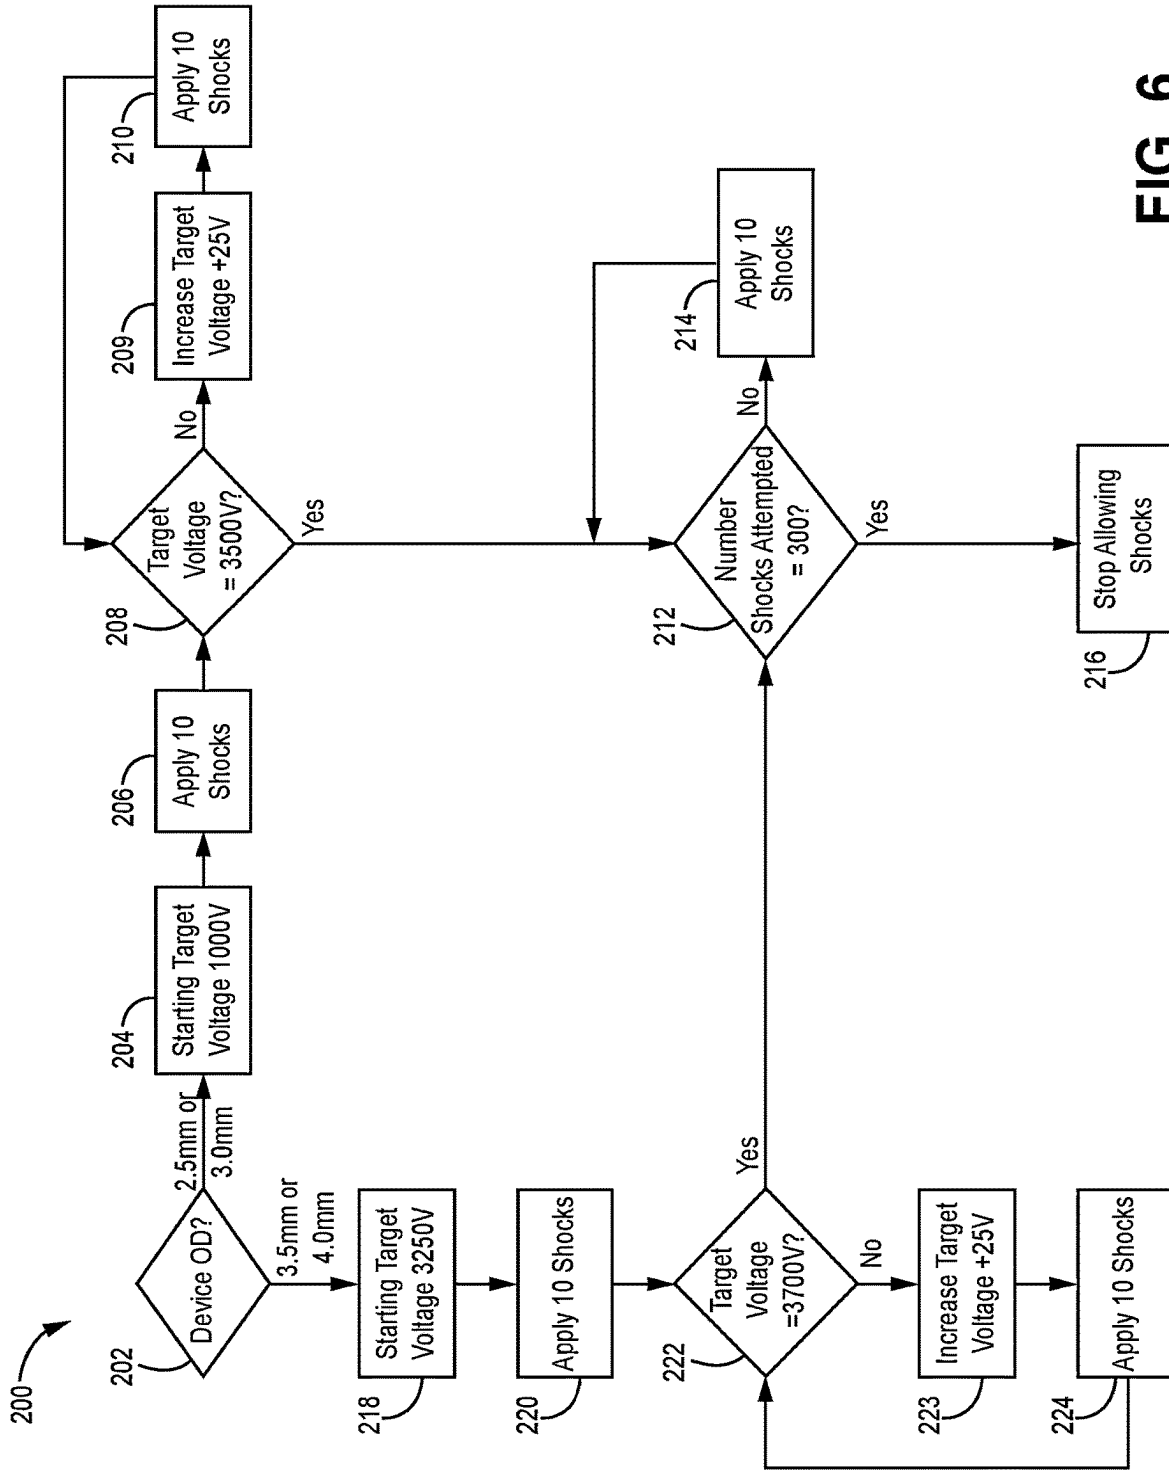 200
202
Device OD?
2.5mm or
3.0mm
204
Starting Target
Voltage 1000V
206
Apply 10
Shocks
208
Target
Voltage
= 3500V?
No
209
Increase Target
Voltage +25V
210
Apply 10
Shocks
Yes
3.5mm or
4.0mm
218
Starting Target
Voltage 3250V
220
Apply 10 Shocks
222
Target
Voltage
=3700V?
Yes
No
223
Increase Target
Voltage +25V
224
Apply 10 Shocks
212
Number
Shocks Attempted
= 300?
No
214
Apply 10
Shocks
Yes
216
Stop Allowing
Shocks
FIG. 6